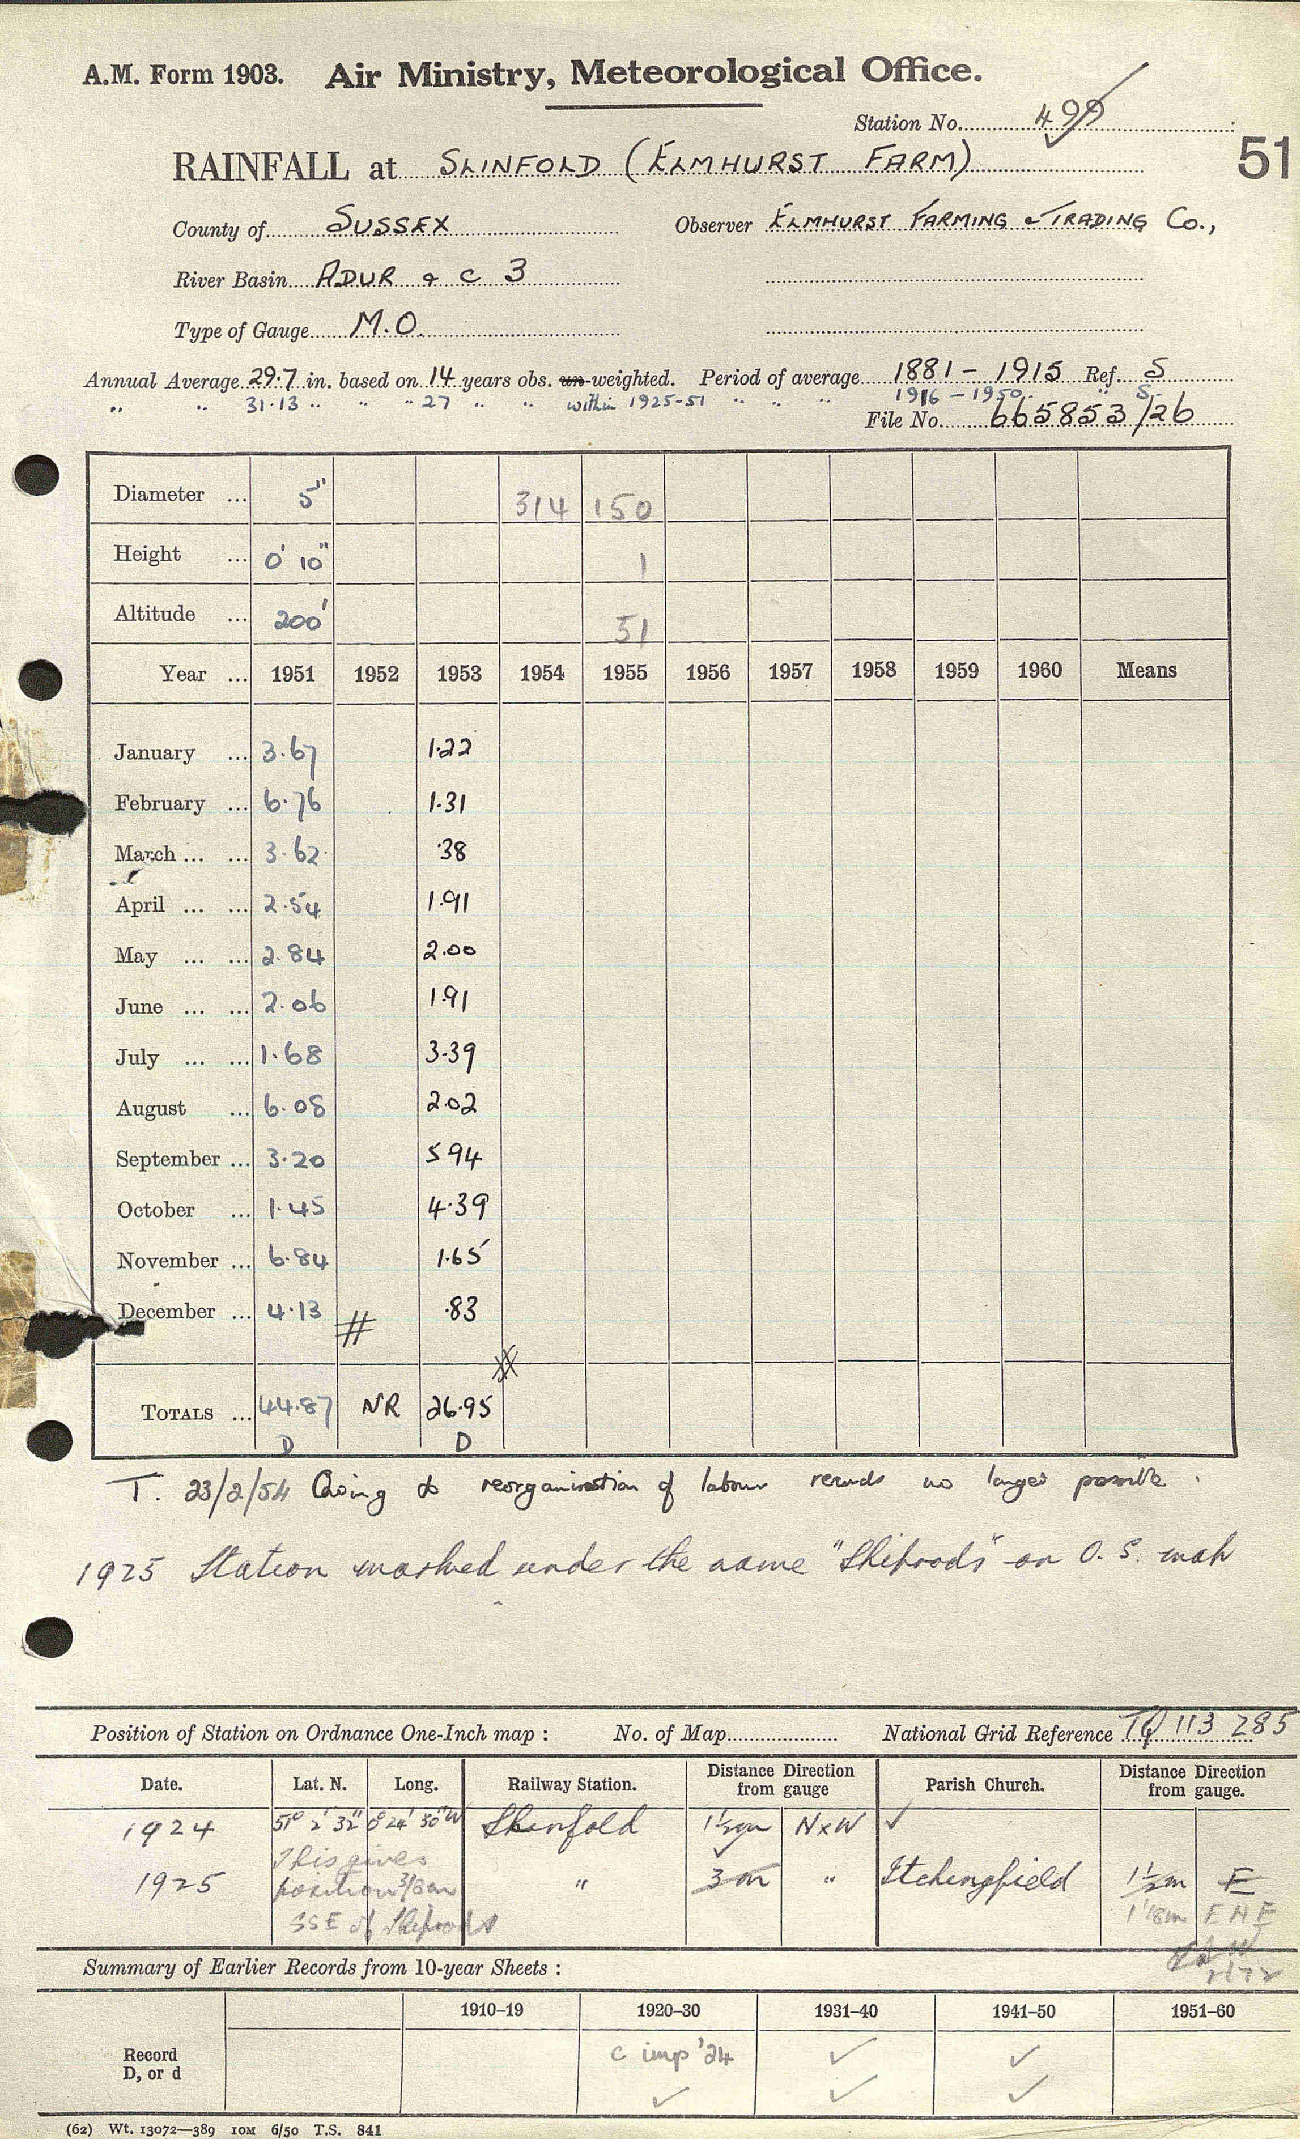 A.M. Form 1903. Air Ministry, Meteorological Office.
Station No. 499
51
RAINFALL at SLINFOLD (ELMHURST FARM)
County of SUSSEX Observer ELMHURST FARMING & TRADING Co.,
River Basin ADUR & C 3
Type of Gauge M.O.
Annual Average 29.7 in. based on 14 years obs. un-weighted. Period of average 1881 - 1915 Ref. S
" " 31.13 " " " 27 " " within 1925-51 " " " 1916 - 1950 " S
File No. 665853/26
Diameter ... 5" 314 150
Height ... 0' 10" 1
Altitude ... 200' 51
Year ... 1951 1952 1953 1954 1955 1956 1957 1958 1959 1960 Means
January ... 3.67 1.22
February ... 6.76 1.31
March ... ... 3.62 .38
April ... ... 2.54 1.91
May ... ... 2.84 2.00
June ... ... 2.06 1.91
July ... ... 1.68 3.39
August ... 6.08 2.02
September ... 3.20 5 94
October ... 1.45 4.39
November ... 6.84 1.65
December ... 4.13 # .83
TOTALS ... 44.87 NR 26.95
D D
T. 23/2/54 Owing to reorganisation of labour records no longer possible.
1925 Station marked under the name "Shiprods" on O.S. map
Position of Station on Ordnance One-Inch map : No. of Map National Grid Reference TQ 113 285
Date. Lat. N. Long. Railway Station. Distance Direction from gauge Parish Church. Distance Direction from gauge.
1924 51° 2' 32" 0° 24' 50" W Slinfold 1½m NxW ✓
This gives
1925 position 3/8m " 3m " Itchingfield 1½m E
SSE of Shiprods 1 1/8m ENE
2/72
Summary of Earlier Records from 10-year Sheets :
1910–19 1920–30 1931–40 1941–50 1951–60
Record c imp '24 ✓ ✓
D, or d ✓ ✓ ✓
(62) Wt. 13072—389 10M 6/50 T.S. 841